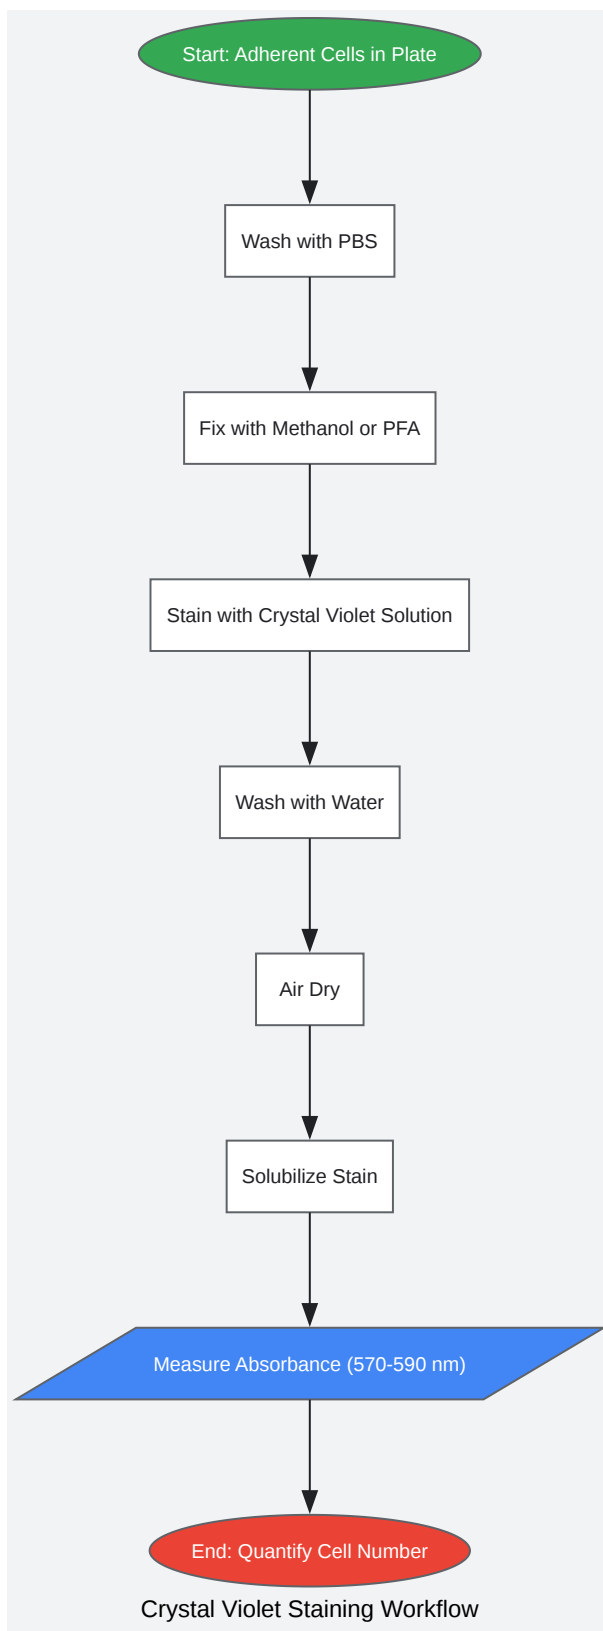 Start: Adherent Cells in Plate
Wash with PBS
Fix with Methanol or PFA
Stain with Crystal Violet Solution
Wash with Water
Air Dry
Solubilize Stain
Measure Absorbance (570-590 nm)
End: Quantify Cell Number
Crystal Violet Staining Workflow